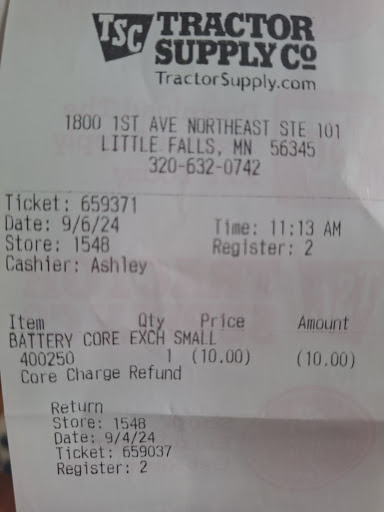 TSC TRACTOR
SUPPLY CO
TractorSupply.com
1800 1ST AVE NORTHEAST STE 101
LITTLE FALLS, MN 56345
320-632-0742
Ticket: 659371
Date: 9/6/24 Time: 11:13 AM
Store: 1548 Register: 2
Cashier: Ashley
Item Qty Price Amount
BATTERY CORE EXCH SMALL
400250 1 (10.00) (10.00)
Core Charge Refund
Return
Store: 1548
Date: 9/4/24
Ticket: 659037
Register: 2